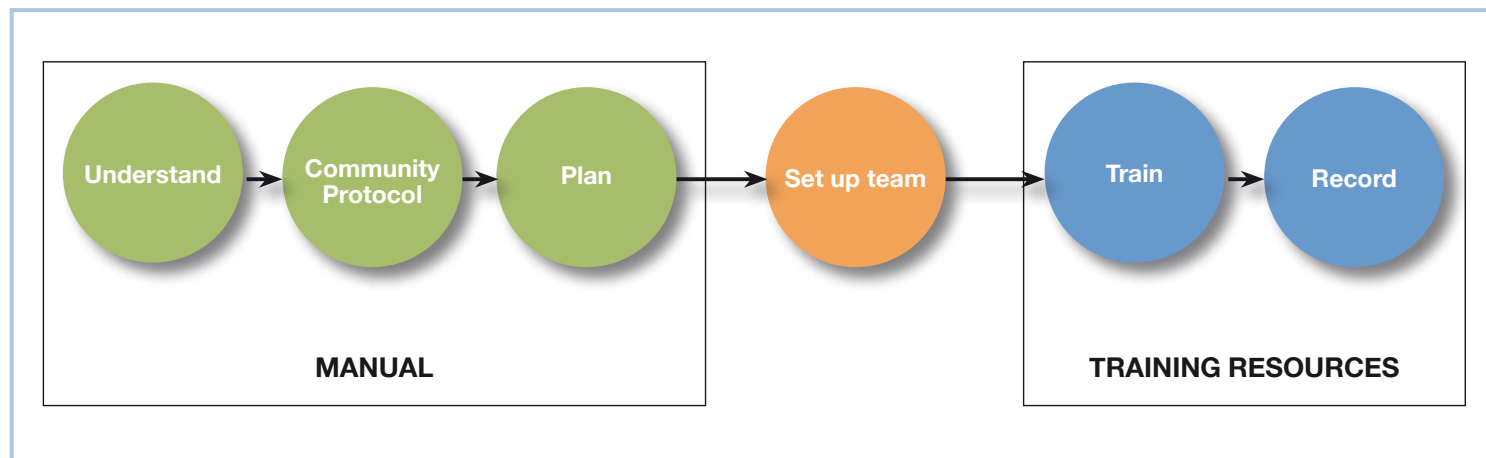 Understand
Community
Protocol
Plan
Set up team
Train
Record
MANUAL
TRAINING RESOURCES